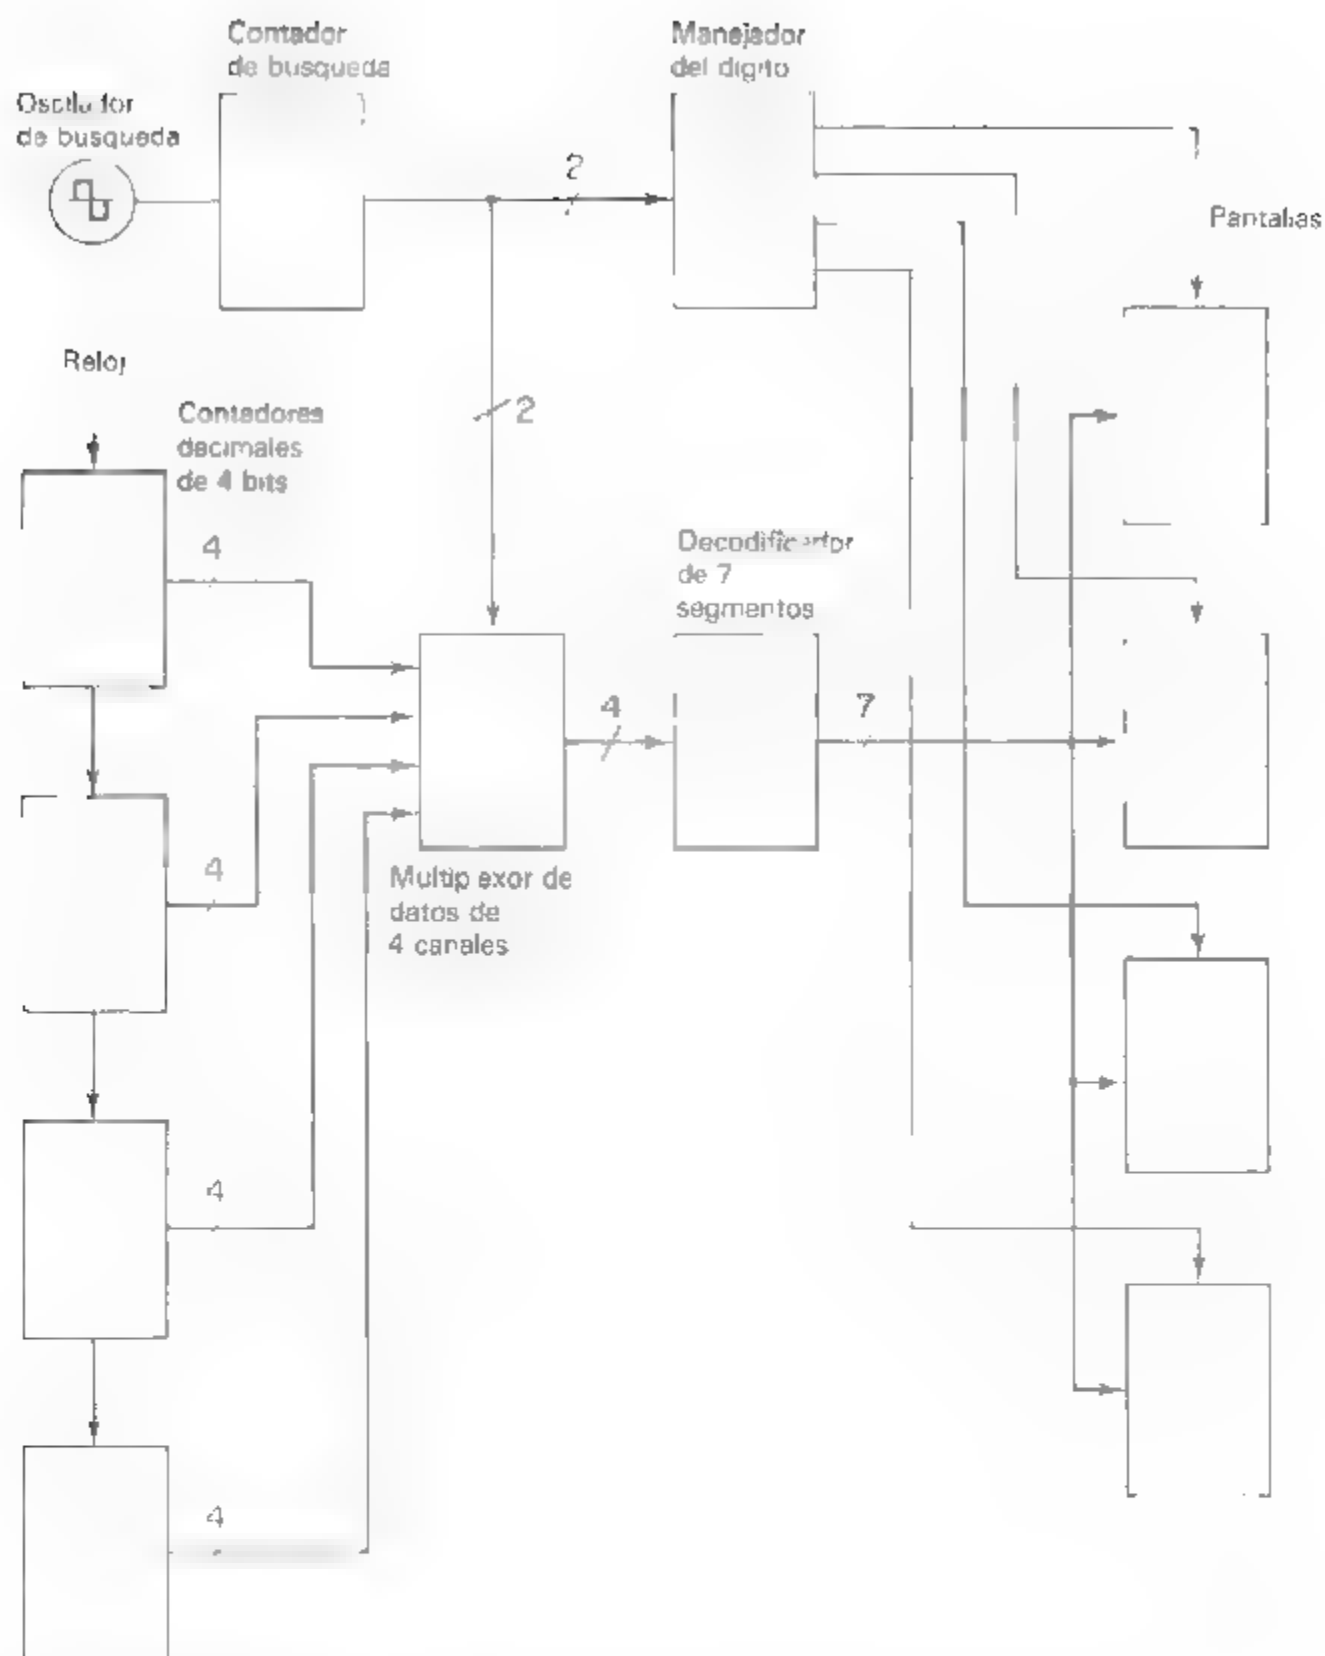 Contador
de busqueda
Manejador
del digito
Oscilador
de busqueda
2
Pantallas
Reloj
2
Contadores
decimales
de 4 bits
4
Decodificador
de 7
segmentos
4
7
4
Multiplexor de
datos de
4 canales
4
4